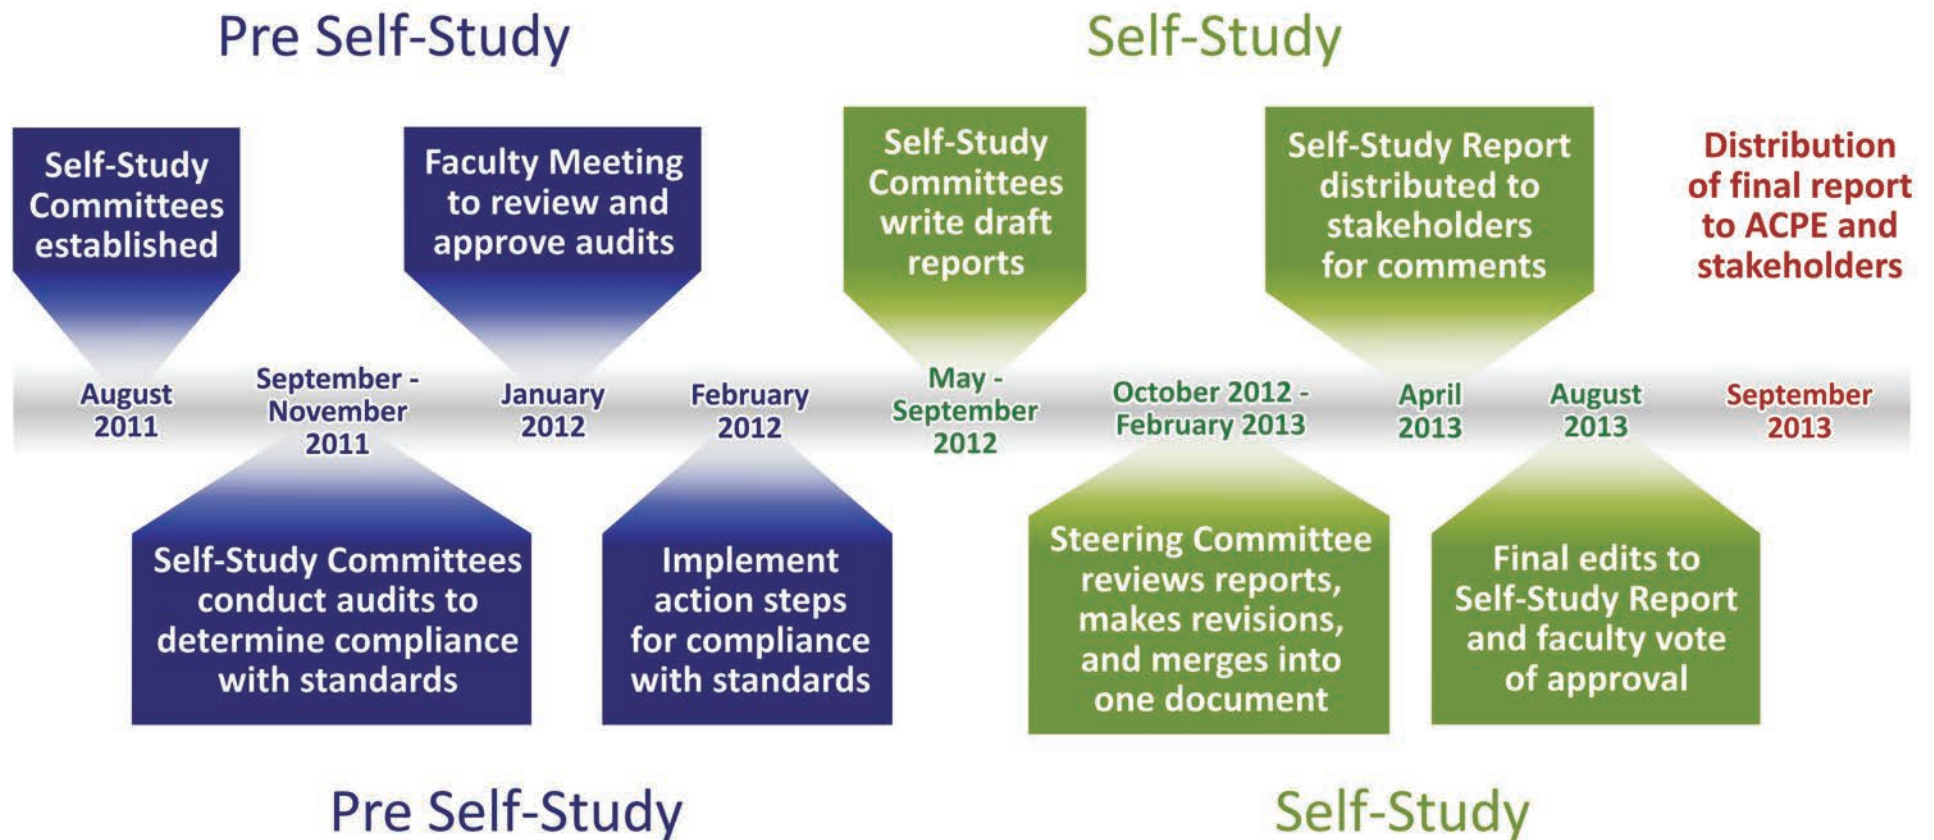 Pre Self-Study
Self-Study
Self-Study
Committees
established
Faculty Meeting
to review and
approve audits
Self-Study
Committees
write draft
reports
Self-Study Report
distributed to
stakeholders
for comments
Distribution
of final report
to ACPE and
stakeholders
August
2011
September -
November
2011
January
2012
February
2012
May -
September
2012
October 2012 -
February 2013
April
2013
August
2013
September
2013
Self-Study Committees
conduct audits to
determine compliance
with standards
Implement
action steps
for compliance
with standards
Steering Committee
reviews reports,
makes revisions,
and merges into
one document
Final edits to
Self-Study Report
and faculty vote
of approval
Pre Self-Study
Self-Study